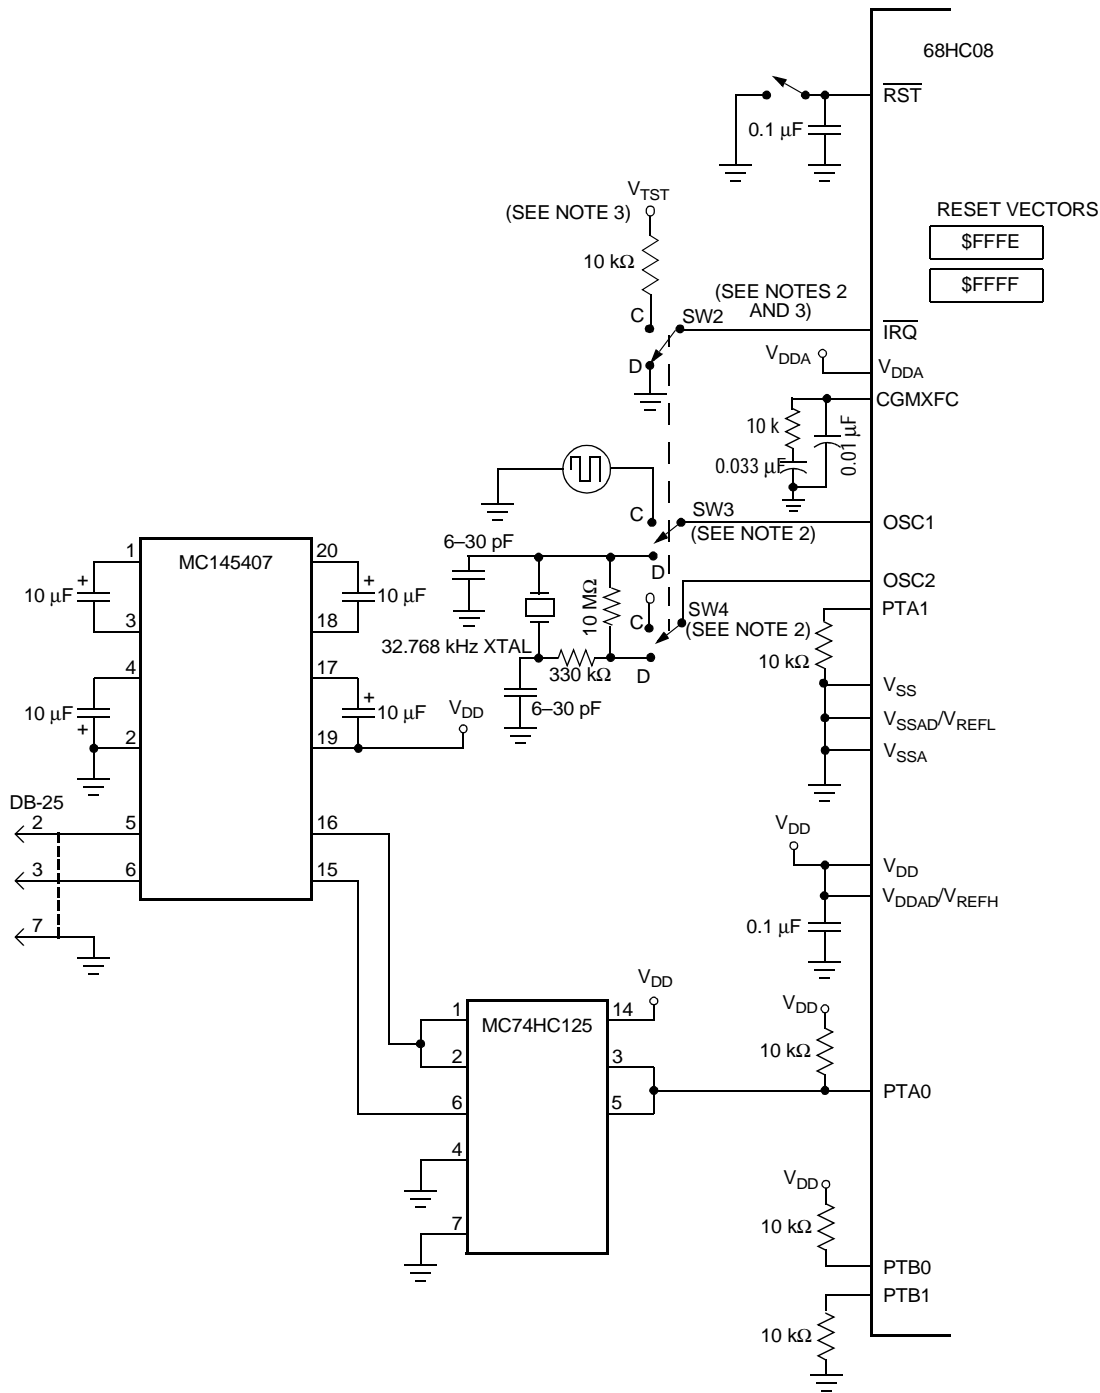 68HC08
RST
0.1 µF
VTST
(SEE NOTE 3)
10 kΩ
RESET VECTORS
$FFFE
$FFFF
(SEE NOTES 2
AND 3)
C
SW2
IRQ
D
VDDA
VDDA
CGMXFC
10 k
0.033 µF
0.01 µF
C
SW3
(SEE NOTE 2)
OSC1
6–30 pF
D
OSC2
10 MΩ
C
SW4
(SEE NOTE 2)
PTA1
32.768 kHz XTAL
330 kΩ
D
6–30 pF
10 kΩ
VSS
VSSAD/VREFL
VSSA
MC145407
1
20
10 µF
+
+
10 µF
3
18
4
17
10 µF
+
+
10 µF
VDD
2
19
DB-25
2
5
16
3
6
15
7
VDD
VDD
VDDAD/VREFH
0.1 µF
MC74HC125
VDD
1
14
2
3
6
5
4
7
VDD
10 kΩ
PTA0
VDD
10 kΩ
PTB0
PTB1
10 kΩ